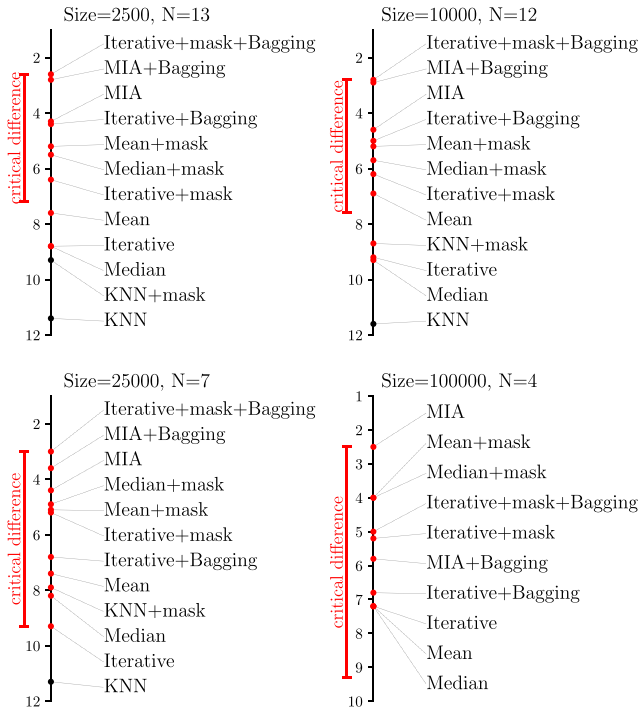 Size=2500, N=13
2
4
6
8
10
12
critical difference
Iterative+mask+Bagging
MIA+Bagging
MIA
Iterative+Bagging
Mean+mask
Median+mask
Iterative+mask
Mean
Iterative
Median
KNN+mask
KNN
Size=10000, N=12
2
4
6
8
10
12
critical difference
Iterative+mask+Bagging
MIA+Bagging
MIA
Iterative+Bagging
Mean+mask
Median+mask
Iterative+mask
Mean
KNN+mask
Iterative
Median
KNN
Size=25000, N=7
2
4
6
8
10
12
critical difference
Iterative+mask+Bagging
MIA+Bagging
MIA
Median+mask
Mean+mask
Iterative+mask
Iterative+Bagging
Mean
KNN+mask
Median
Iterative
KNN
Size=100000, N=4
1
2
3
4
5
6
7
8
9
10
critical difference
MIA
Mean+mask
Median+mask
Iterative+mask+Bagging
Iterative+mask
MIA+Bagging
Iterative+Bagging
Iterative
Mean
Median